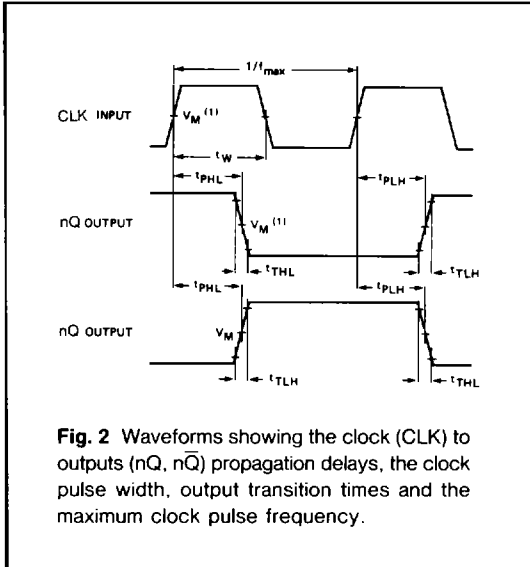 1/fmax
CLK INPUT
VM (1)
tW
tPHL
tPLH
nQ OUTPUT
VM (1)
tTHL
tTLH
tPHL
tPLH
nQ OUTPUT
VM
tTLH
tTHL
Fig. 2 Waveforms showing the clock (CLK) to
outputs (nQ, nQ̅) propagation delays, the clock
pulse width, output transition times and the
maximum clock pulse frequency.